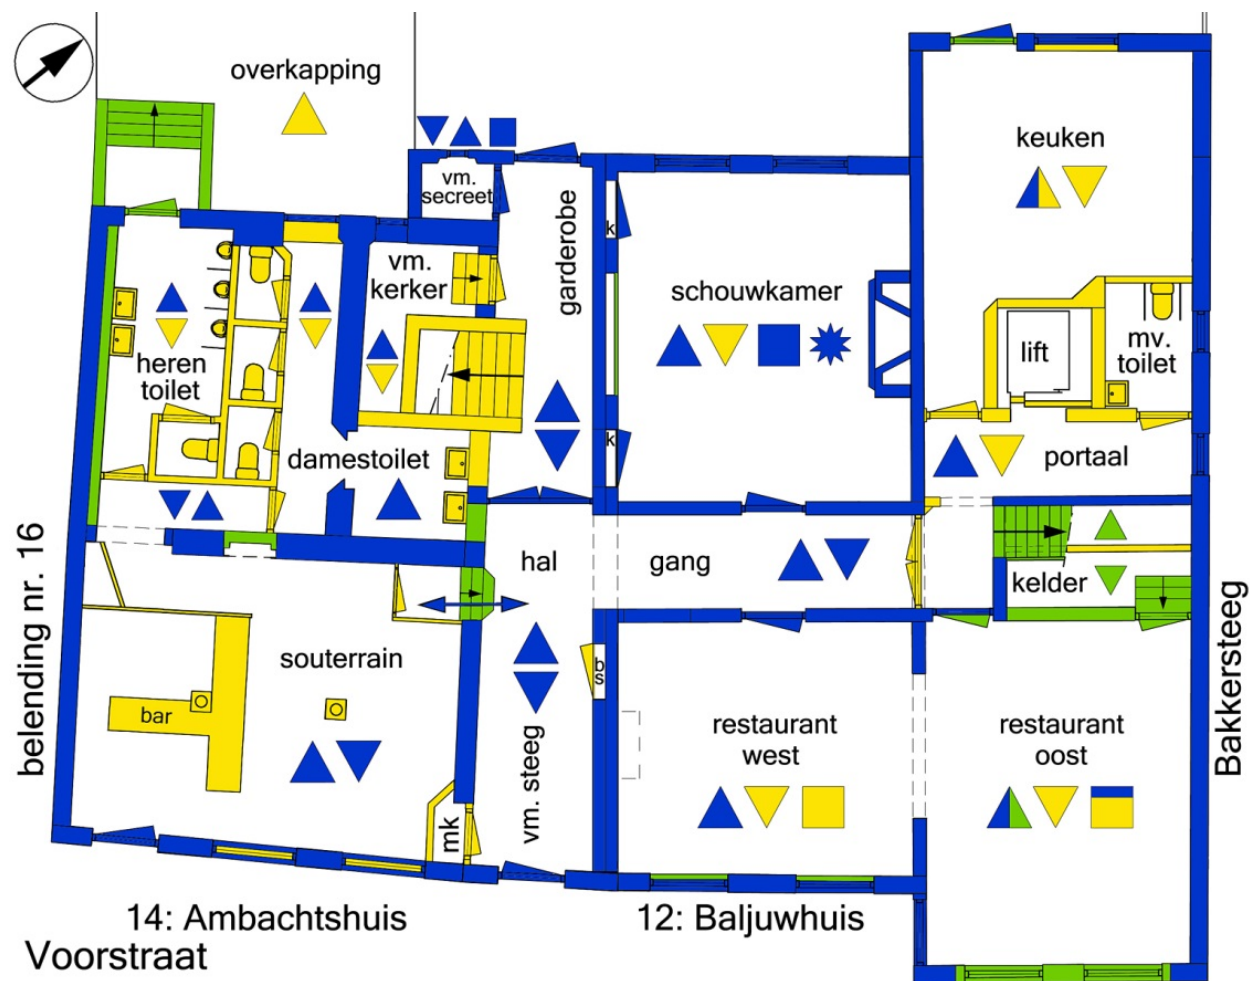 overkapping
keuken
vm.
secreet
garderobe
k
vm.
kerker
schouwkamer
heren
toilet
lift
mv.
toilet
k
damestoilet
portaal
belending nr. 16
hal
gang
kelder
Bakkersteeg
souterrain
b
s
bar
restaurant
west
restaurant
oost
vm. steeg
mk
14: Ambachtshuis
12: Baljuwhuis
Voorstraat